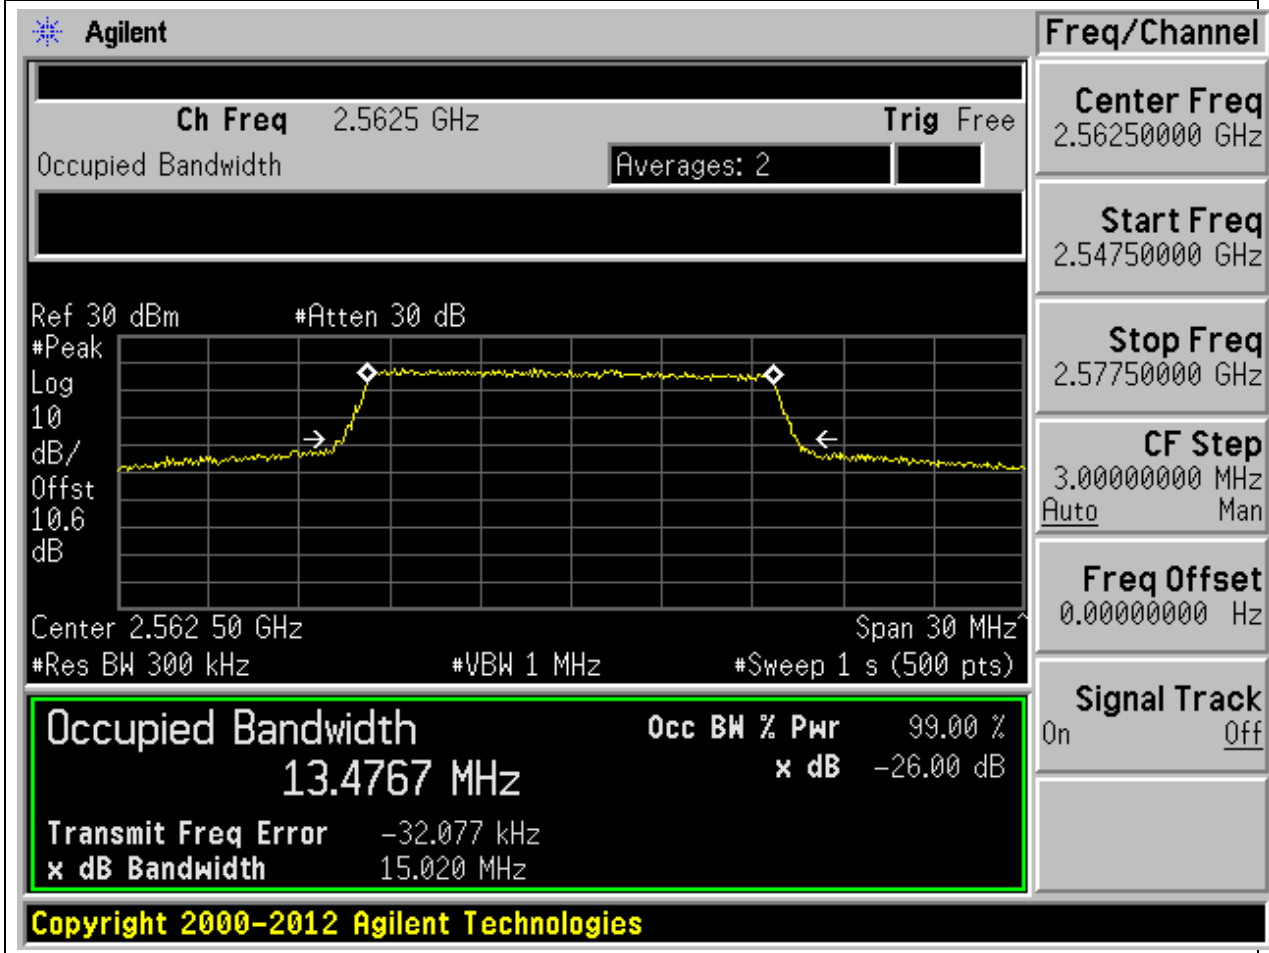 Agilent
Freq/Channel
Ch Freq 2.5625 GHz Trig Free
Occupied Bandwidth Averages: 2
Center Freq
2.56250000 GHz
Start Freq
2.54750000 GHz
Stop Freq
2.57750000 GHz
CF Step
3.00000000 MHz
Auto Man
Freq Offset
0.00000000 Hz
Signal Track
On Off
Ref 30 dBm #Atten 30 dB
#Peak
Log
10
dB/
Offst
10.6
dB
Center 2.562 50 GHz Span 30 MHz^
#Res BW 300 kHz #VBW 1 MHz #Sweep 1 s (500 pts)
Occupied Bandwidth Occ BW % Pwr 99.00 %
13.4767 MHz x dB -26.00 dB
Transmit Freq Error -32.077 kHz
x dB Bandwidth 15.020 MHz
Copyright 2000-2012 Agilent Technologies